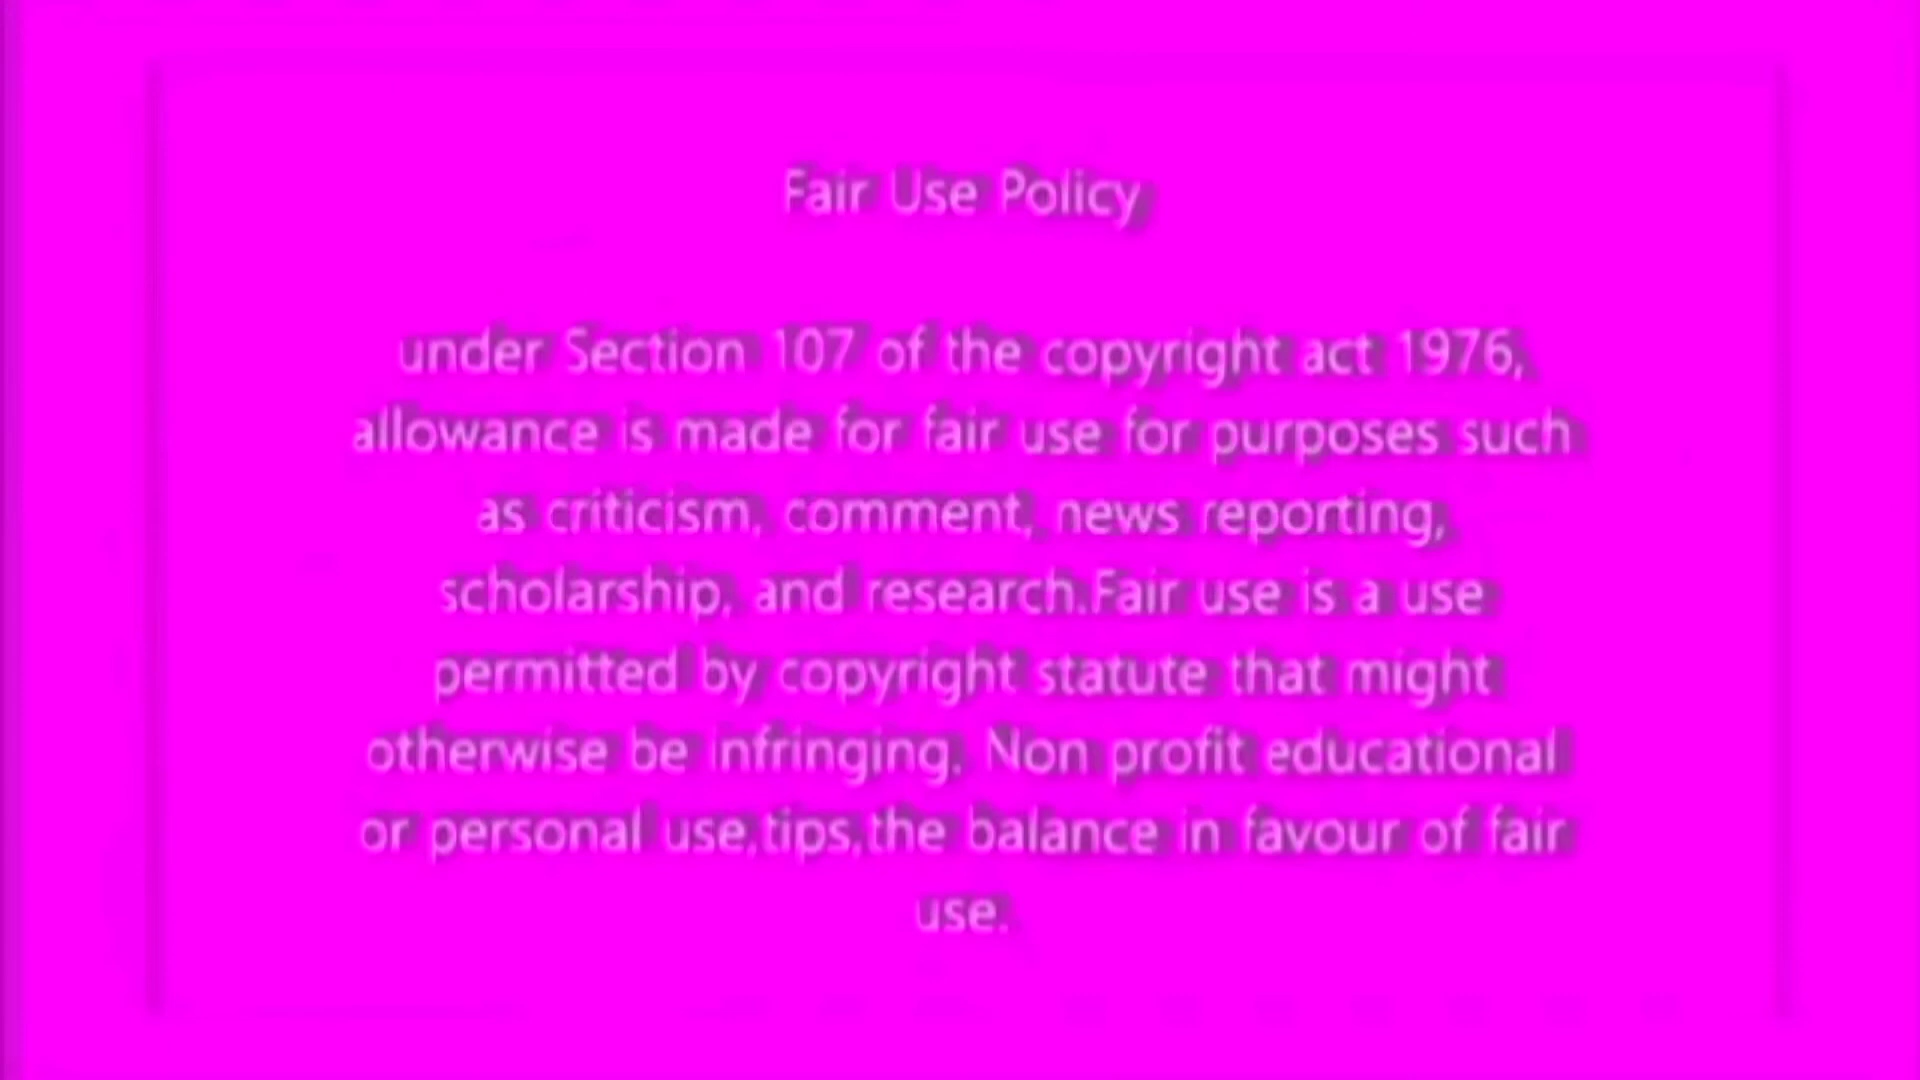 Fair Use Policy
under Section 107 of the copyright act 1976,
allowance is made for fair use for purposes such
as criticism, comment, news reporting,
scholarship, and research.Fair use is a use
permitted by copyright statute that might
otherwise be infringing. Non profit educational
or personal use,tips,the balance in favour of fair
use.